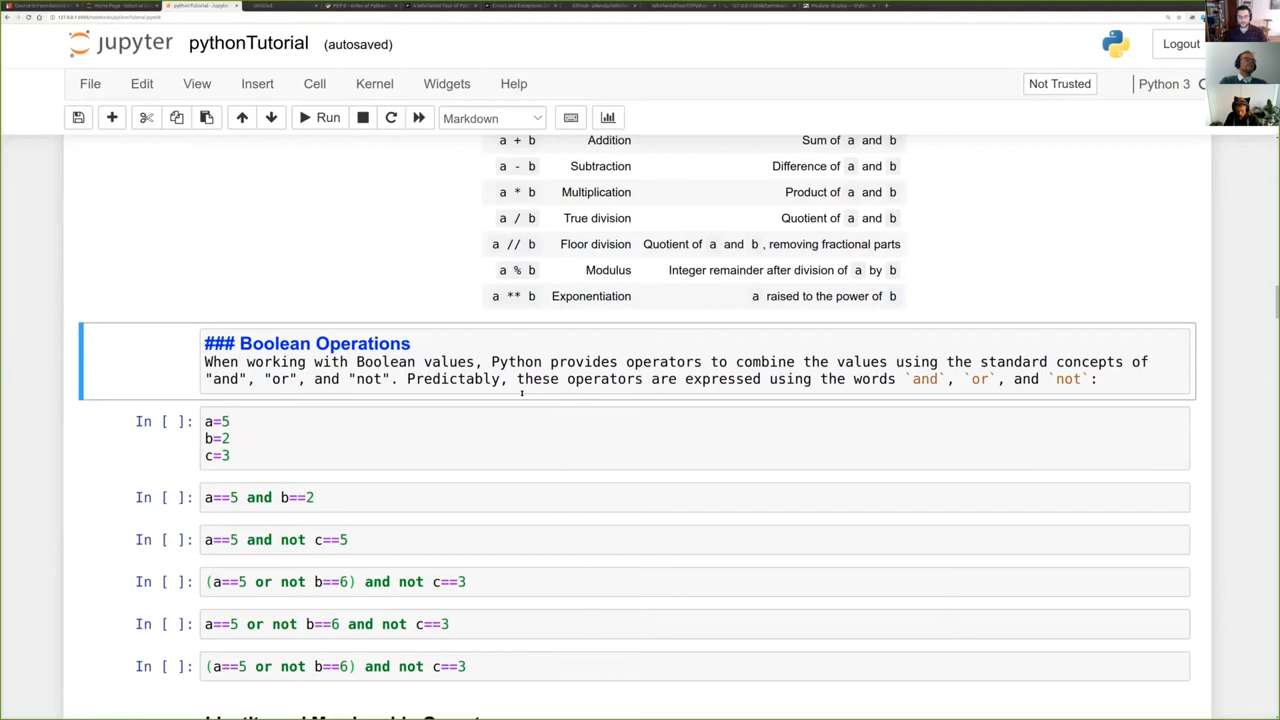 jupyter pythonTutorial (autosaved)
Logout
File Edit View Insert Cell Kernel Widgets Help
Not Trusted
Python 3
Run
Markdown
a + b Addition Sum of a and b
a - b Subtraction Difference of a and b
a * b Multiplication Product of a and b
a / b True division Quotient of a and b
a // b Floor division Quotient of a and b , removing fractional parts
a % b Modulus Integer remainder after division of a by b
a ** b Exponentiation a raised to the power of b
### Boolean Operations
When working with Boolean values, Python provides operators to combine the values using the standard concepts of
"and", "or", and "not". Predictably, these operators are expressed using the words `and`, `or`, and `not`:
In [ ]: a=5
b=2
c=3
In [ ]: a==5 and b==2
In [ ]: a==5 and not c==5
In [ ]: (a==5 or not b==6) and not c==3
In [ ]: a==5 or not b==6 and not c==3
In [ ]: (a==5 or not b==6) and not c==3